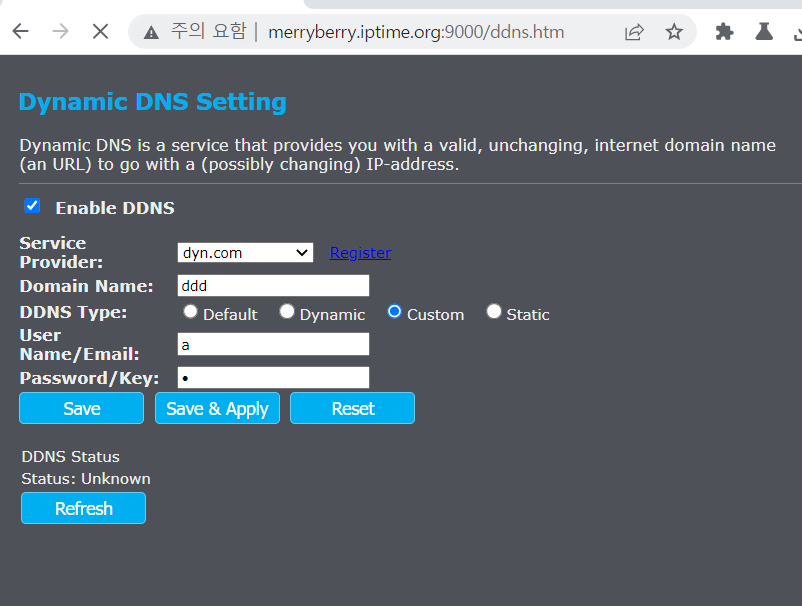 주의 요함 | merryberry.iptime.org:9000/ddns.htm
Dynamic DNS Setting
Dynamic DNS is a service that provides you with a valid, unchanging, internet domain name
(an URL) to go with a (possibly changing) IP-address.
Enable DDNS
Service
Provider:
dyn.com
Register
Domain Name:
ddd
DDNS Type:
Default
Dynamic
Custom
Static
User
Name/Email:
a
Password/Key:
•
Save
Save & Apply
Reset
DDNS Status
Status: Unknown
Refresh